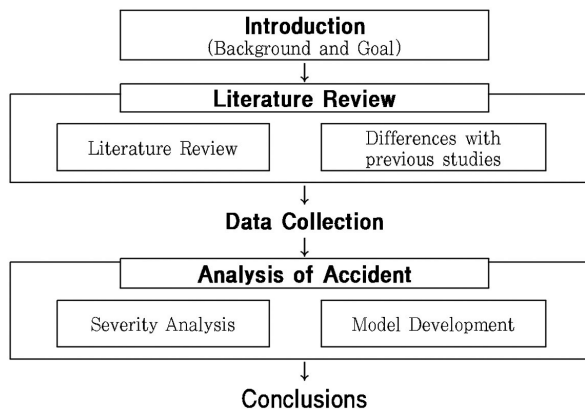 Introduction
(Background and Goal)
Literature Review
Literature Review
Differences with
previous studies
Data Collection
Analysis of Accident
Severity Analysis
Model Development
Conclusions